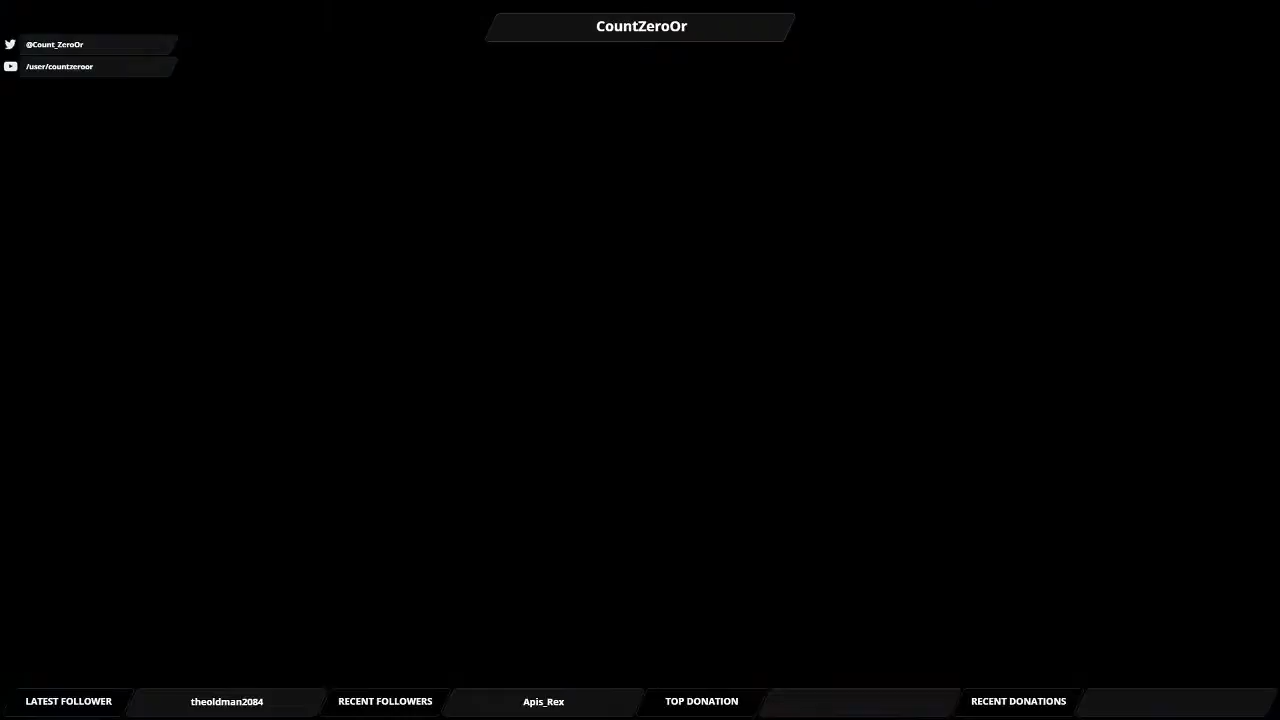 CountZeroOr
@Count_ZeroOr
/user/countzeroor
LATEST FOLLOWER
theoldman2084
RECENT FOLLOWERS
Apis_Rex
TOP DONATION
RECENT DONATIONS